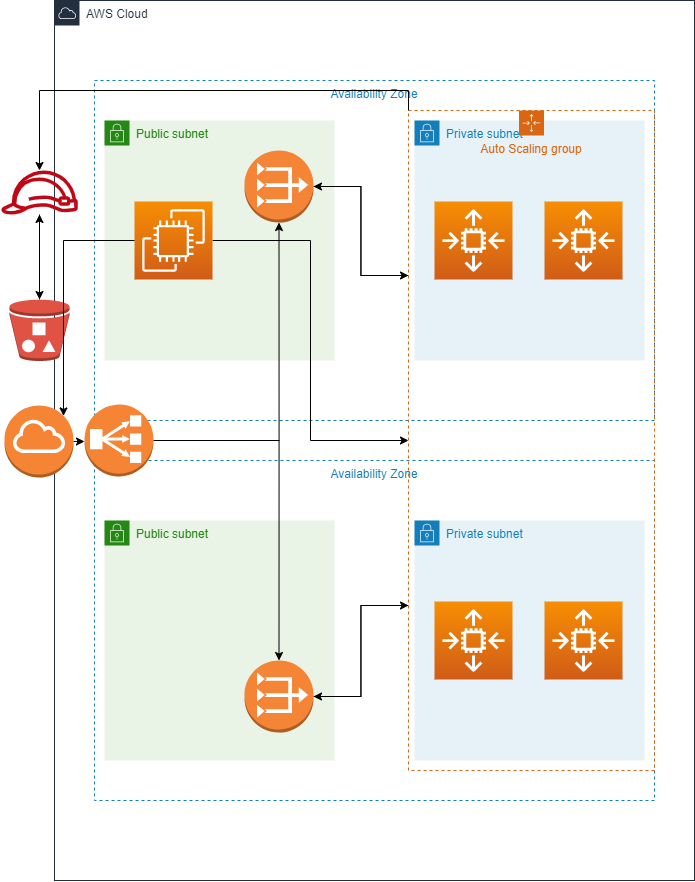 AWS Cloud
Availability Zone
Public subnet
Private subnet
Auto Scaling group
Availability Zone
Public subnet
Private subnet